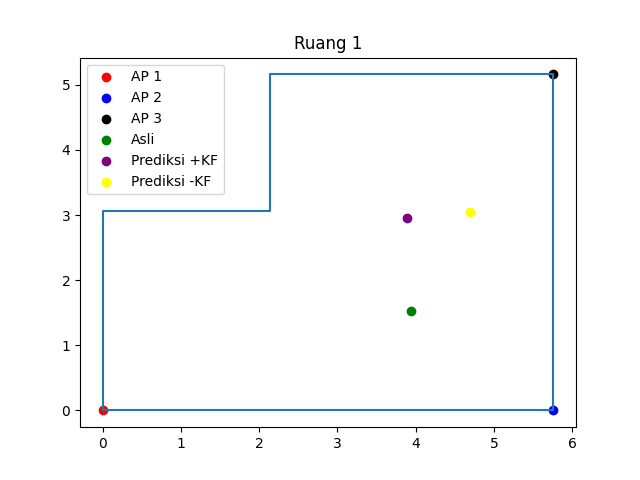 Ruang 1
AP 1
AP 2
AP 3
Asli
Prediksi +KF
Prediksi -KF
5
4
3
2
1
0
0 1 2 3 4 5 6